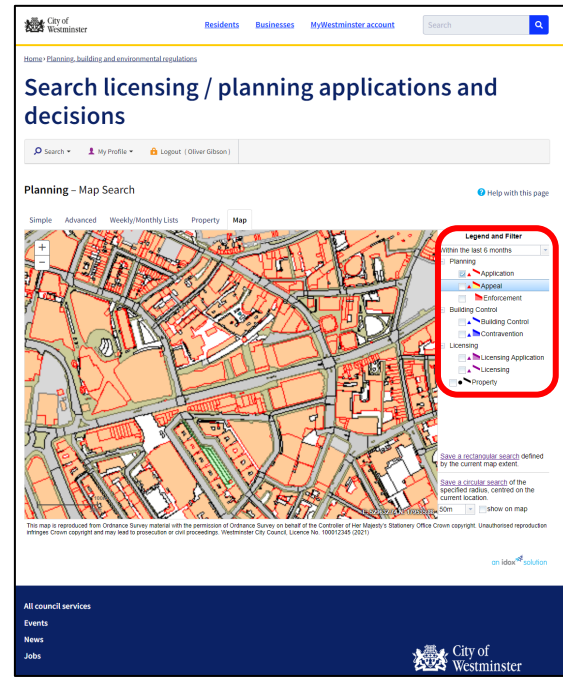 City of
Westminster
Residents
Businesses
MyWestminster account
Search
Home › Planning, building and environmental regulations
Search licensing / planning applications and
decisions
Search
My Profile
Logout ( Oliver Gibson )
Planning – Map Search
Help with this page
Simple
Advanced
Weekly/Monthly Lists
Property
Map
+
−
Legend and Filter
Within the last 6 months
Planning
Application
Appeal
Enforcement
Building Control
Building Control
Contravention
Licensing
Licensing Application
Licensing
Property
Save a rectangular search defined
by the current map extent.
Save a circular search of the
specified radius, centred on the
current location.
50m
show on map
This map is reproduced from Ordnance Survey material with the permission of Ordnance Survey on behalf of the Controller of Her Majesty's Stationery Office Crown copyright. Unauthorised reproduction
infringes Crown copyright and may lead to prosecution or civil proceedings. Westminster City Council, Licence No. 100012345 (2021)
an idox solution
All council services
Events
News
Jobs
City of
Westminster